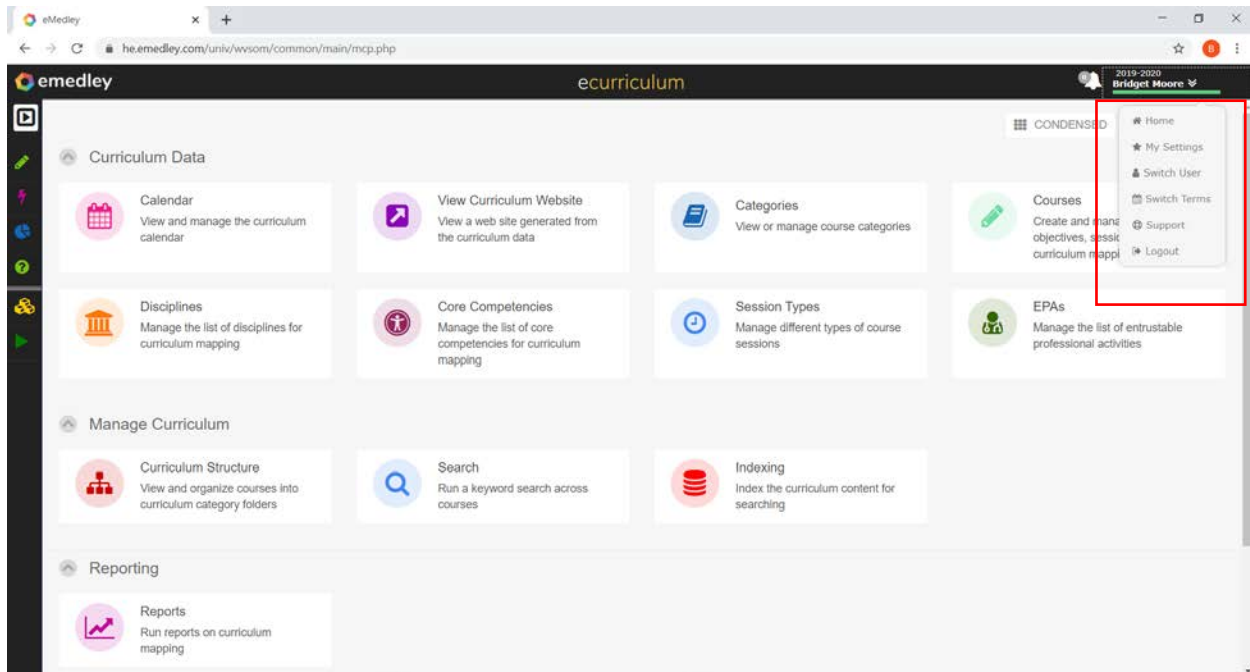 eMedley
he.emedley.com/univ/wvsom/common/main/mcp.php
B
emedley
ecurriculum
2019-2020
Bridget Moore
CONDENSED
Home
My Settings
Switch User
Switch Terms
Support
Logout
Curriculum Data
Calendar
View and manage the curriculum
calendar
View Curriculum Website
View a web site generated from
the curriculum data
Categories
View or manage course categories
Courses
Create and mana
objectives, sessic
curriculum mappi
Disciplines
Manage the list of disciplines for
curriculum mapping
Core Competencies
Manage the list of core
competencies for curriculum
mapping
Session Types
Manage different types of course
sessions
EPAs
Manage the list of entrustable
professional activities
Manage Curriculum
Curriculum Structure
View and organize courses into
curriculum category folders
Search
Run a keyword search across
courses
Indexing
Index the curriculum content for
searching
Reporting
Reports
Run reports on curriculum
mapping